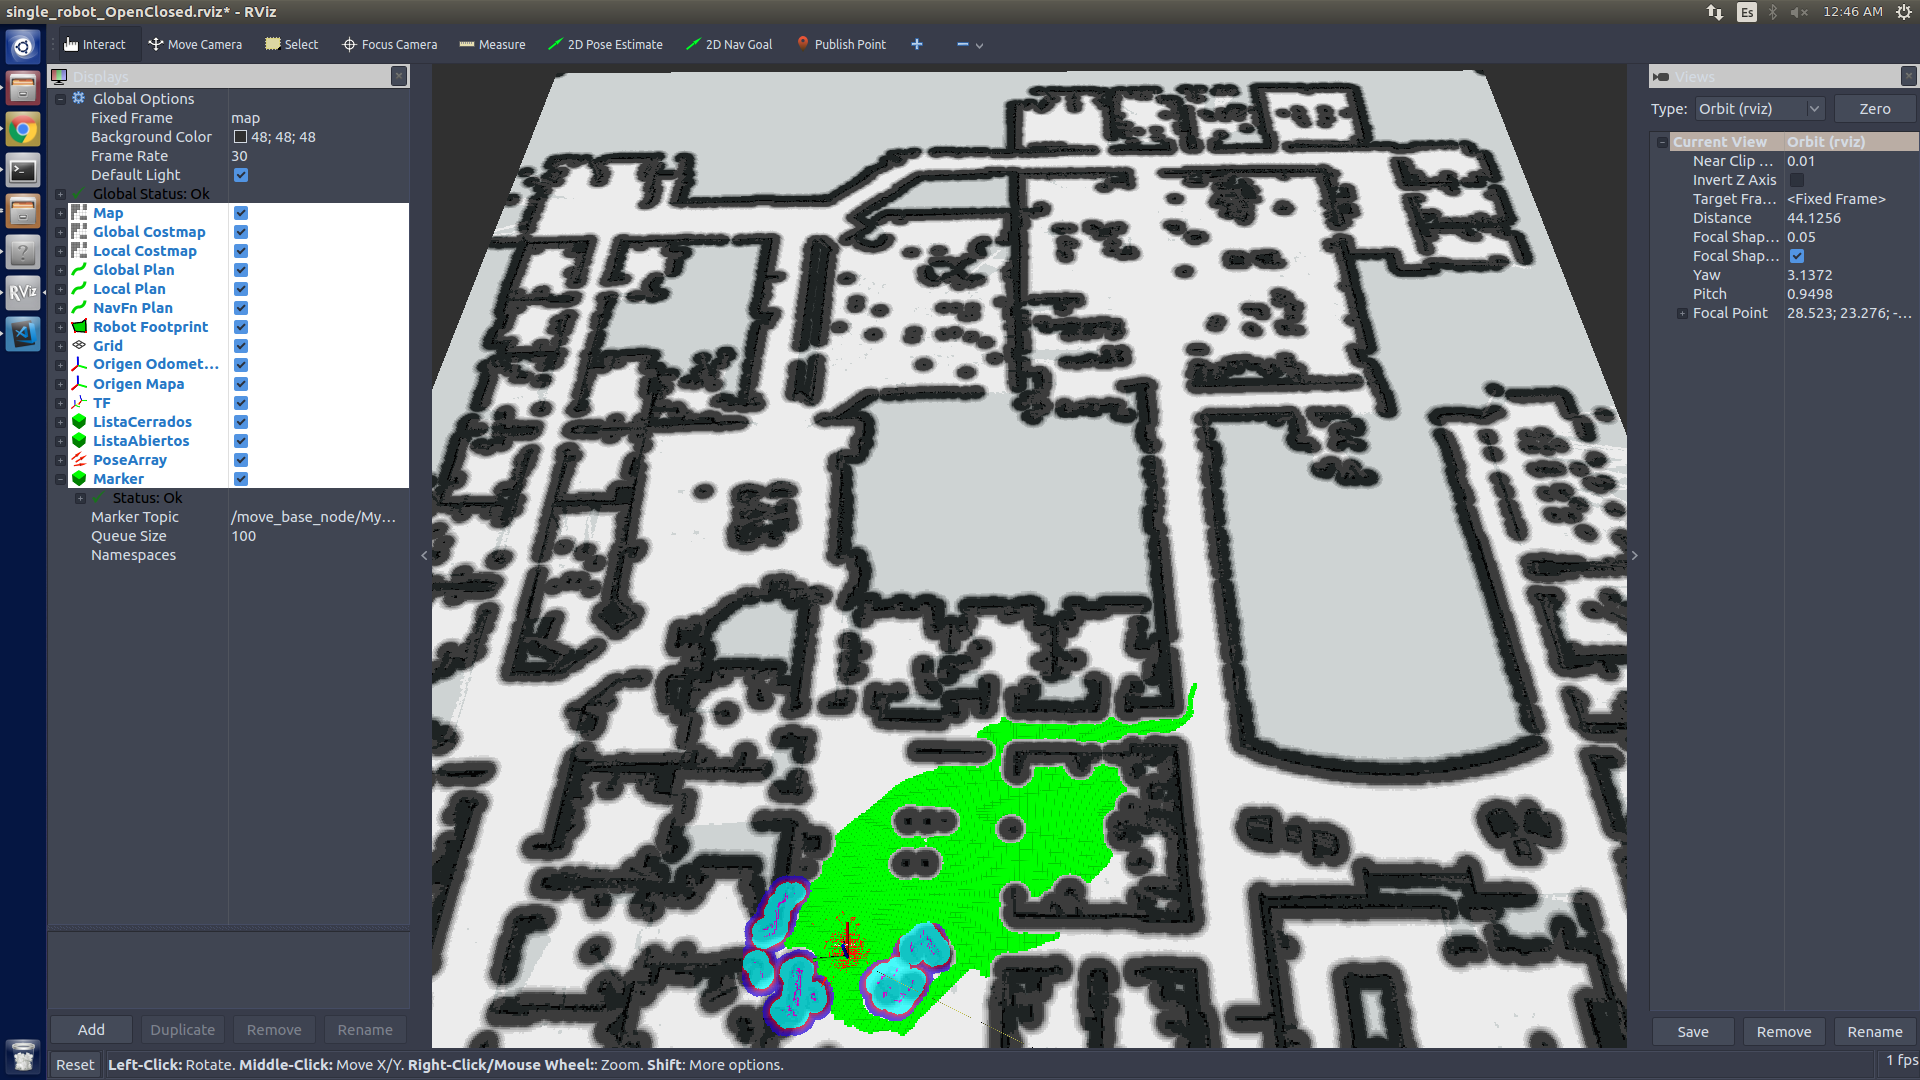 single_robot_OpenClosed.rviz* - RViz
Es
12:46 AM
Interact
Move Camera
Select
Focus Camera
Measure
2D Pose Estimate
2D Nav Goal
Publish Point
Displays
Global Options
Fixed Frame map
Background Color 48; 48; 48
Frame Rate 30
Default Light
Global Status: Ok
Map
Global Costmap
Local Costmap
Global Plan
Local Plan
NavFn Plan
Robot Footprint
Grid
Origen Odomet...
Origen Mapa
TF
ListaCerrados
ListaAbiertos
PoseArray
Marker
Status: Ok
Marker Topic /move_base_node/My...
Queue Size 100
Namespaces
Add
Duplicate
Remove
Rename
RViz
Views
Type: Orbit (rviz)
Zero
Current View Orbit (rviz)
Near Clip ... 0.01
Invert Z Axis
Target Fra... <Fixed Frame>
Distance 44.1256
Focal Shap... 0.05
Focal Shap...
Yaw 3.1372
Pitch 0.9498
Focal Point 28.523; 23.276; -...
Save
Remove
Rename
Reset
Left-Click: Rotate. Middle-Click: Move X/Y. Right-Click/Mouse Wheel:: Zoom. Shift: More options.
1 fps